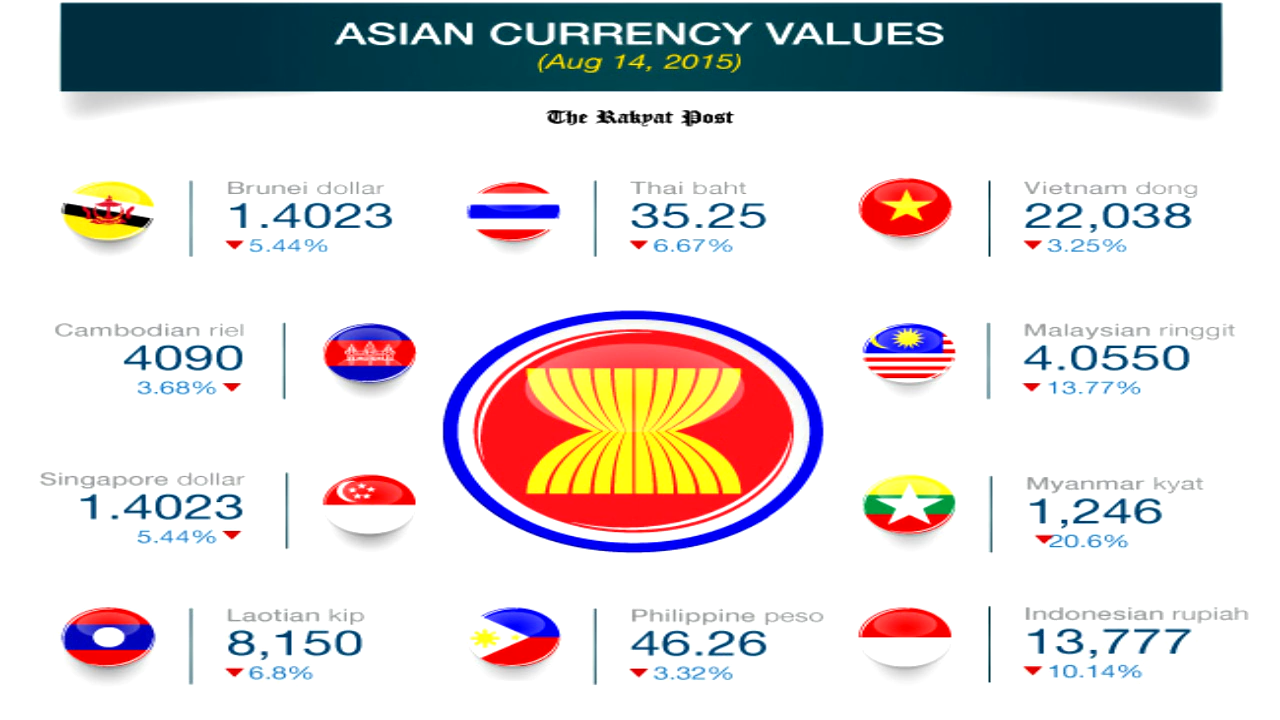 ASIAN CURRENCY VALUES
(Aug 14, 2015)
The Rakyat Post
Brunei dollar
1.4023
5.44%
Thai baht
35.25
6.67%
Vietnam dong
22,038
3.25%
Cambodian riel
4090
3.68%
Malaysian ringgit
4.0550
13.77%
Singapore dollar
1.4023
5.44%
Myanmar kyat
1,246
20.6%
Laotian kip
8,150
6.8%
Philippine peso
46.26
3.32%
Indonesian rupiah
13,777
10.14%